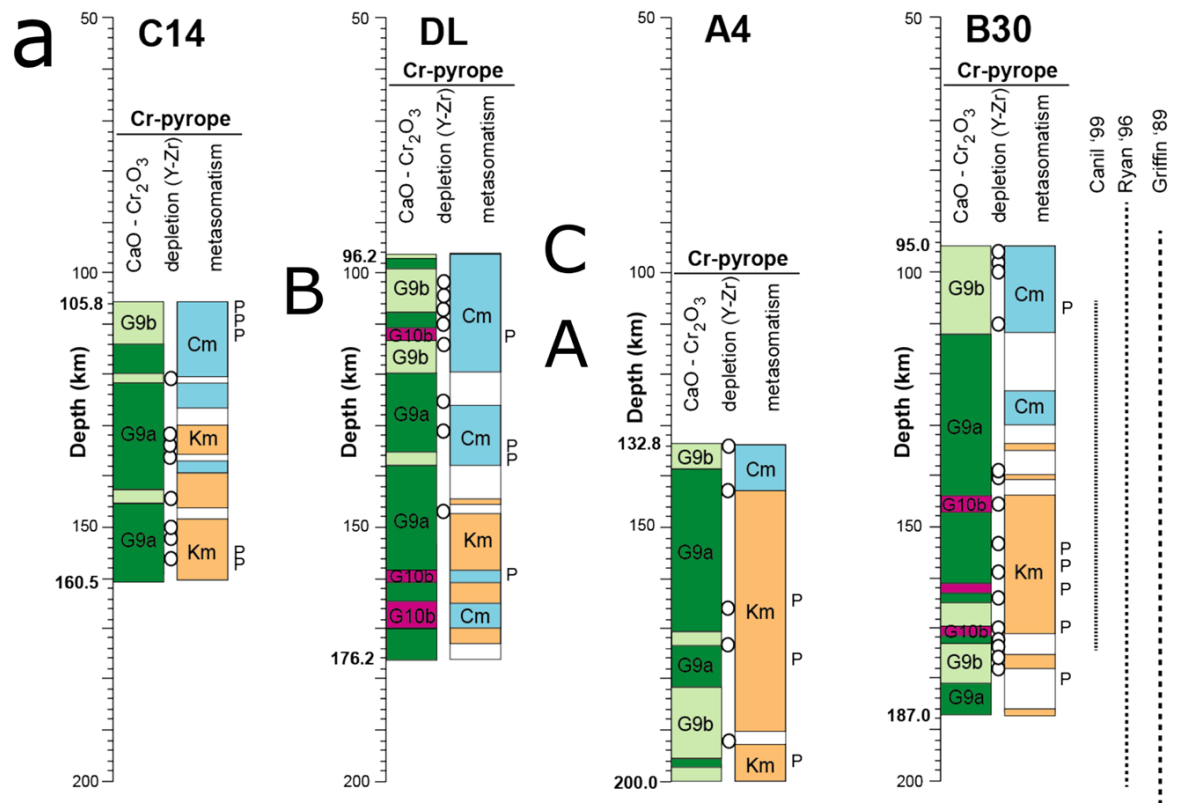 a
C14
Cr-pyrope
CaO - Cr2O3
depletion (Y-Zr)
metasomatism
Depth (km)
50
100
105.8
150
160.5
200
G9b
G9a
G9a
Cm
Km
Km
P
P
P
P
P
B
DL
Cr-pyrope
CaO - Cr2O3
depletion (Y-Zr)
metasomatism
Depth (km)
50
96.2
100
150
176.2
200
G9b
G10b
G9b
G9a
G9a
G10b
G10b
Cm
Cm
Km
Cm
P
P
P
P
C
A
A4
Cr-pyrope
CaO - Cr2O3
depletion (Y-Zr)
metasomatism
Depth (km)
50
100
132.8
150
200.0
G9b
G9a
G9a
G9b
Cm
Km
Km
P
P
P
B30
Cr-pyrope
CaO - Cr2O3
depletion (Y-Zr)
metasomatism
Depth (km)
50
95.0
100
150
187.0
200
G9b
G9a
G10b
G10b
G9b
G9a
Cm
Cm
Km
P
P
P
P
P
P
Canil '99
Ryan '96
Griffin '89